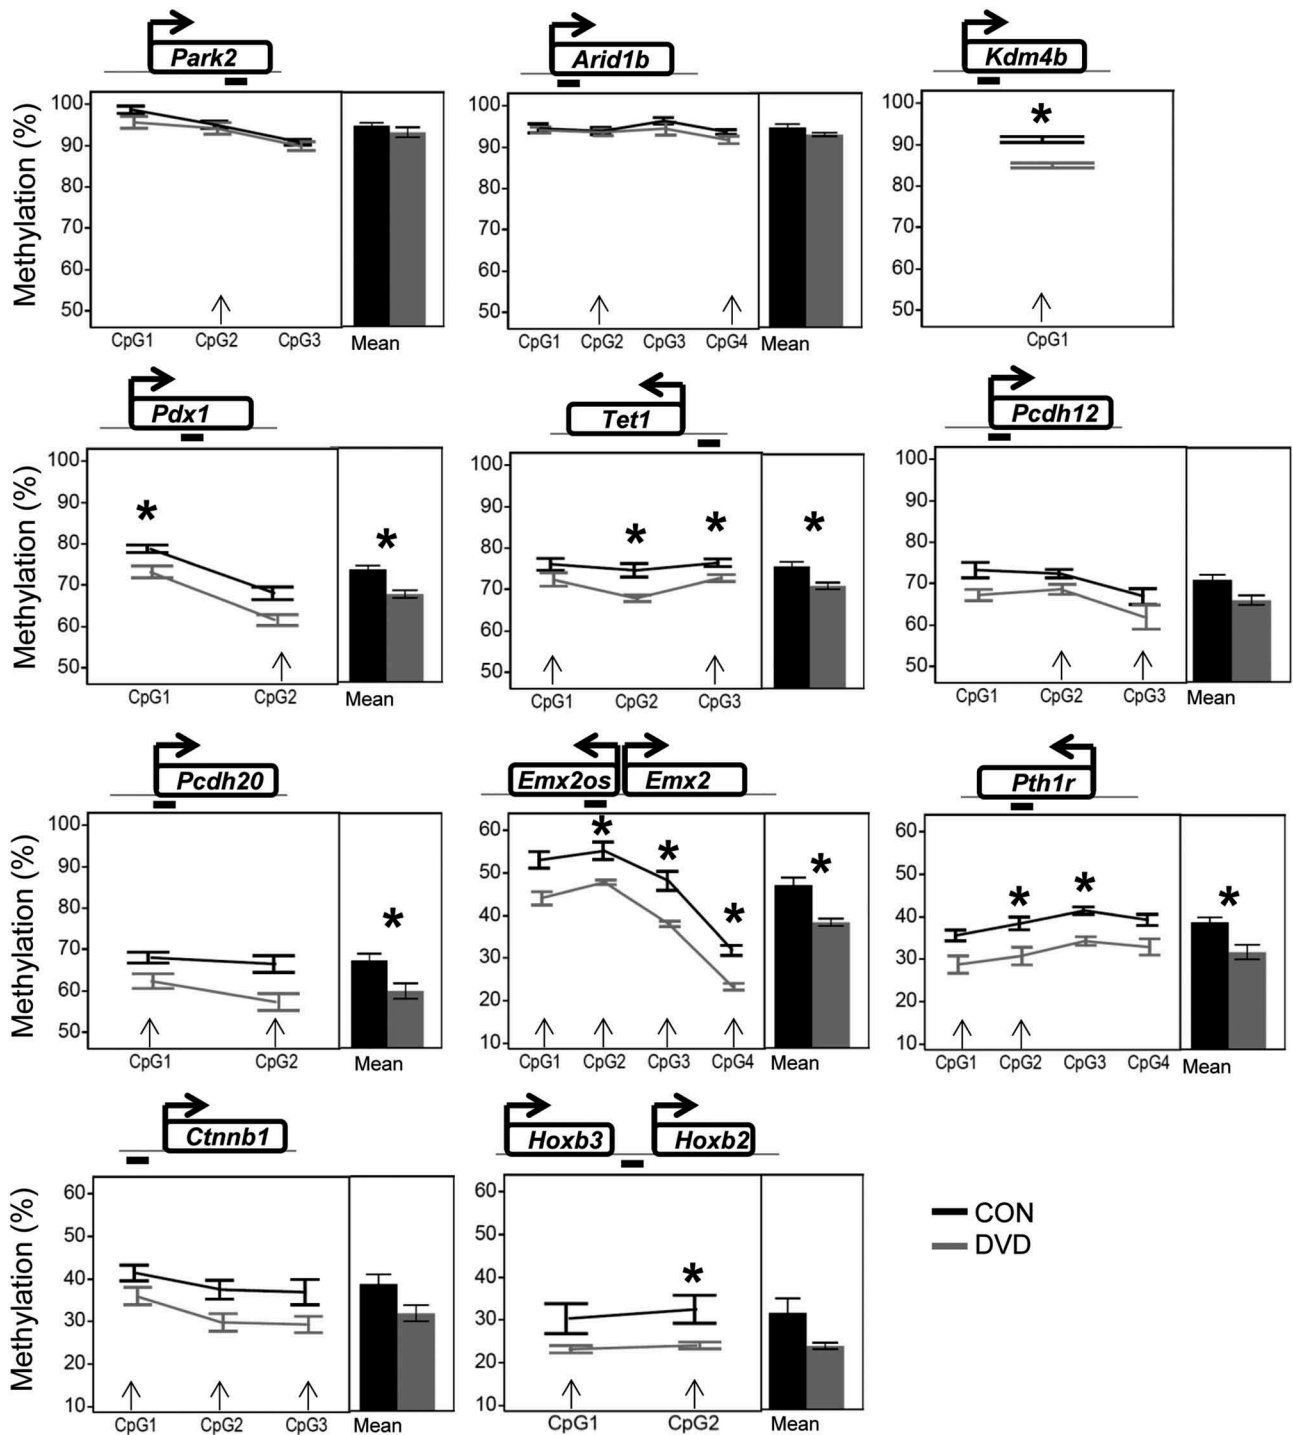 Park2
Arid1b
Kdm4b
Methylation (%)
100
90
80
70
60
50
CpG1 CpG2 CpG3 Mean
100
90
80
70
60
50
CpG1 CpG2 CpG3 CpG4 Mean
*
100
90
80
70
60
50
CpG1
Pdx1
Tet1
Pcdh12
Methylation (%)
100
90
80
70
60
50
* *
CpG1 CpG2 Mean
100
90
80
70
60
50
* * *
CpG1 CpG2 CpG3
100
90
80
70
60
50
CpG1 CpG2 CpG3 Mean
Pcdh20
Emx2os Emx2
Pth1r
Methylation (%)
100
90
80
70
60
50
*
CpG1 CpG2 Mean
60
50
40
30
20
10
* * * *
CpG1 CpG2 CpG3 CpG4 Mean
60
50
40
30
20
10
* * *
CpG1 CpG2 CpG3 CpG4 Mean
Ctnnb1
Hoxb3 Hoxb2
Methylation (%)
60
50
40
30
20
10
CpG1 CpG2 CpG3 Mean
60
50
40
30
20
10
*
CpG1 CpG2 Mean
CON
DVD